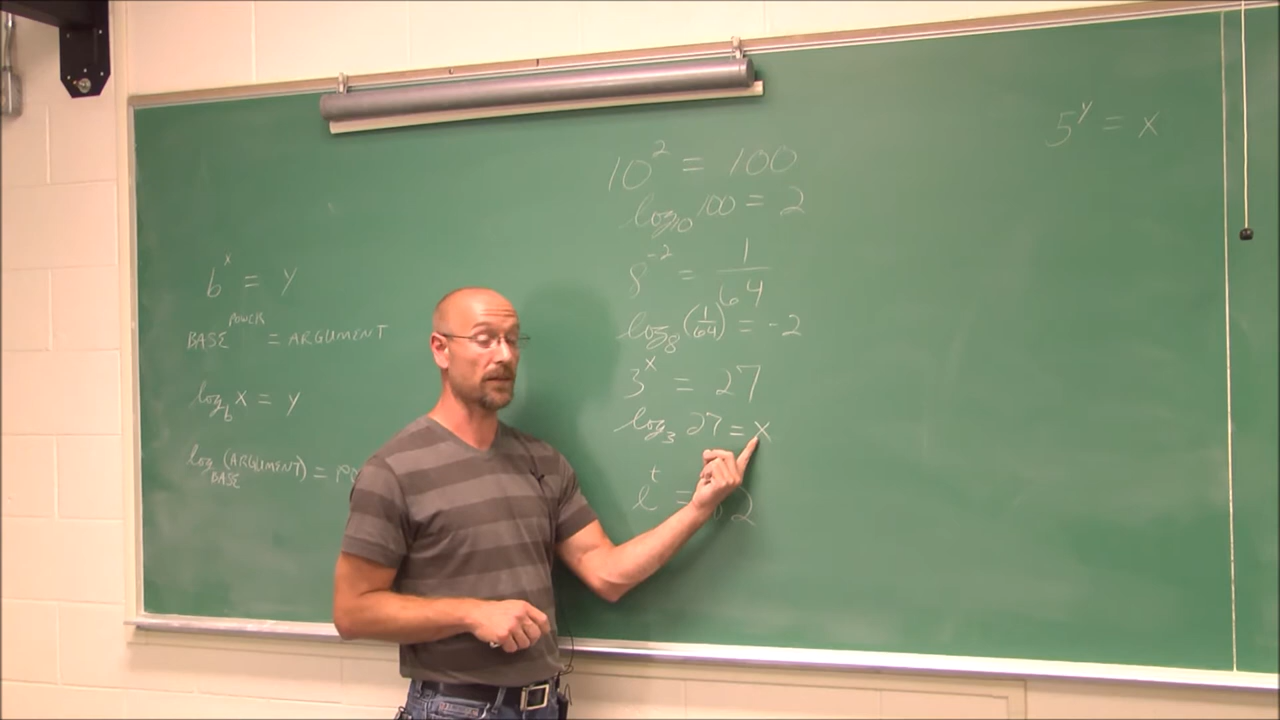 b^x = y
BASE^POWER = ARGUMENT
log_b x = y
log_BASE (ARGUMENT) =
10^2 = 100
log_10 100 = 2
8^-2 = 1/64
log_8 (1/64) = -2
3^x = 27
log_3 27 = x
e^t =
5^y = x